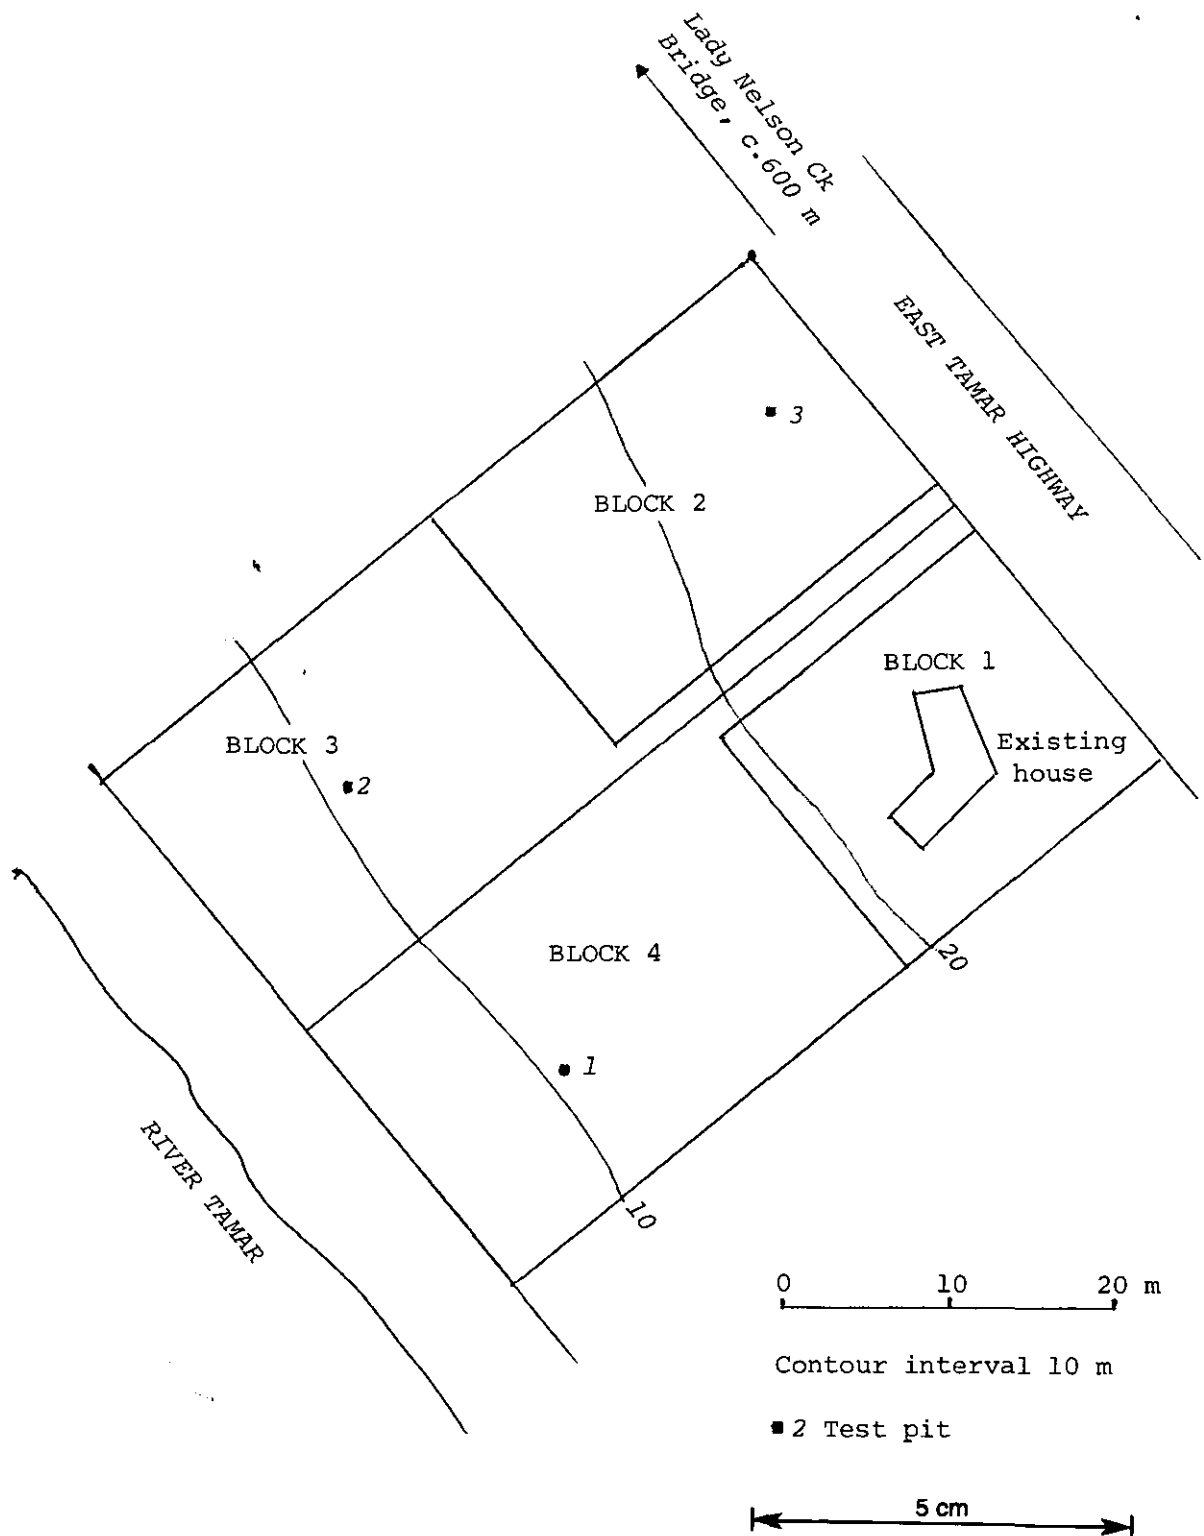 Lady Nelson Ck
Bridge, c.600 m
EAST TAMAR HIGHWAY
3
BLOCK 2
BLOCK 1
Existing
house
BLOCK 3
2
BLOCK 4
20
1
10
RIVER TAMAR
0 10 20 m
Contour interval 10 m
2 Test pit
5 cm